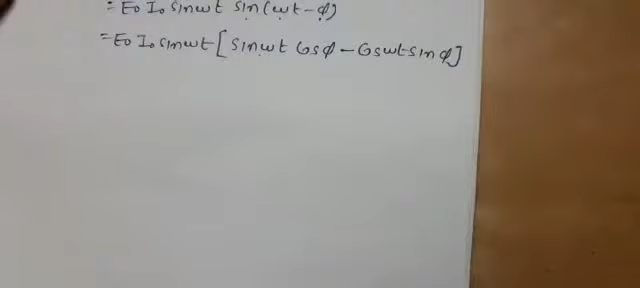 = E0 I0 sinωt sin(ωt-ϕ)
= E0 I0 sinωt [sinωt Cosϕ - Cosωt sinϕ]